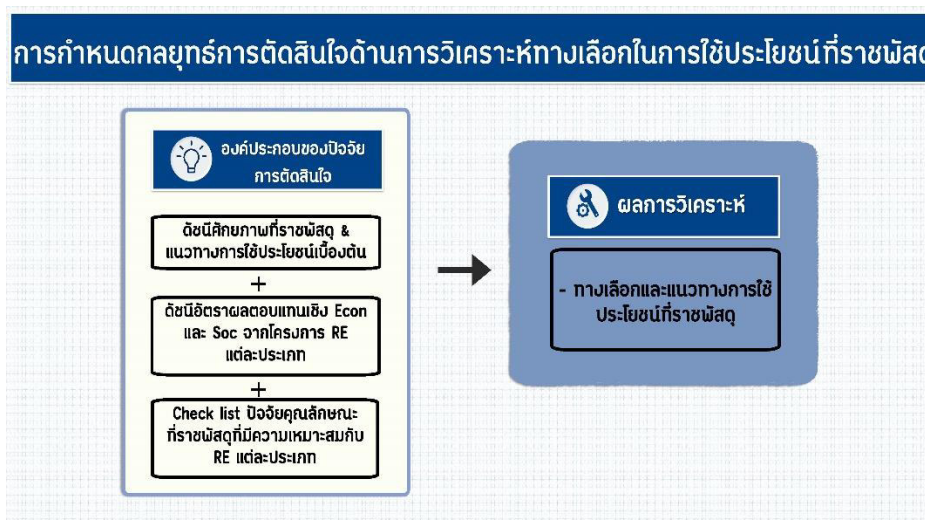 การกำหนดกลยุทธ์การตัดสินใจด้านการวิเคราะห์ทางเลือกในการใช้ประโยชน์ที่ราชพัสดุ
องค์ประกอบของปัจจัย
การตัดสินใจ
ดัชนีศักยภาพที่ราชพัสดุ &
แนวทางการใช้ประโยชน์เบื้องต้น
+
ดัชนีอัตราผลตอบแทนเชิง Econ
และ Soc จากโครงการ RE
แต่ละประเภท
+
Check list ปัจจัยคุณลักษณะ
ที่ราชพัสดุที่มีความเหมาะสมกับ
RE แต่ละประเภท
ผลการวิเคราะห์
- ทางเลือกและแนวทางการใช้
ประโยชน์ที่ราชพัสดุ